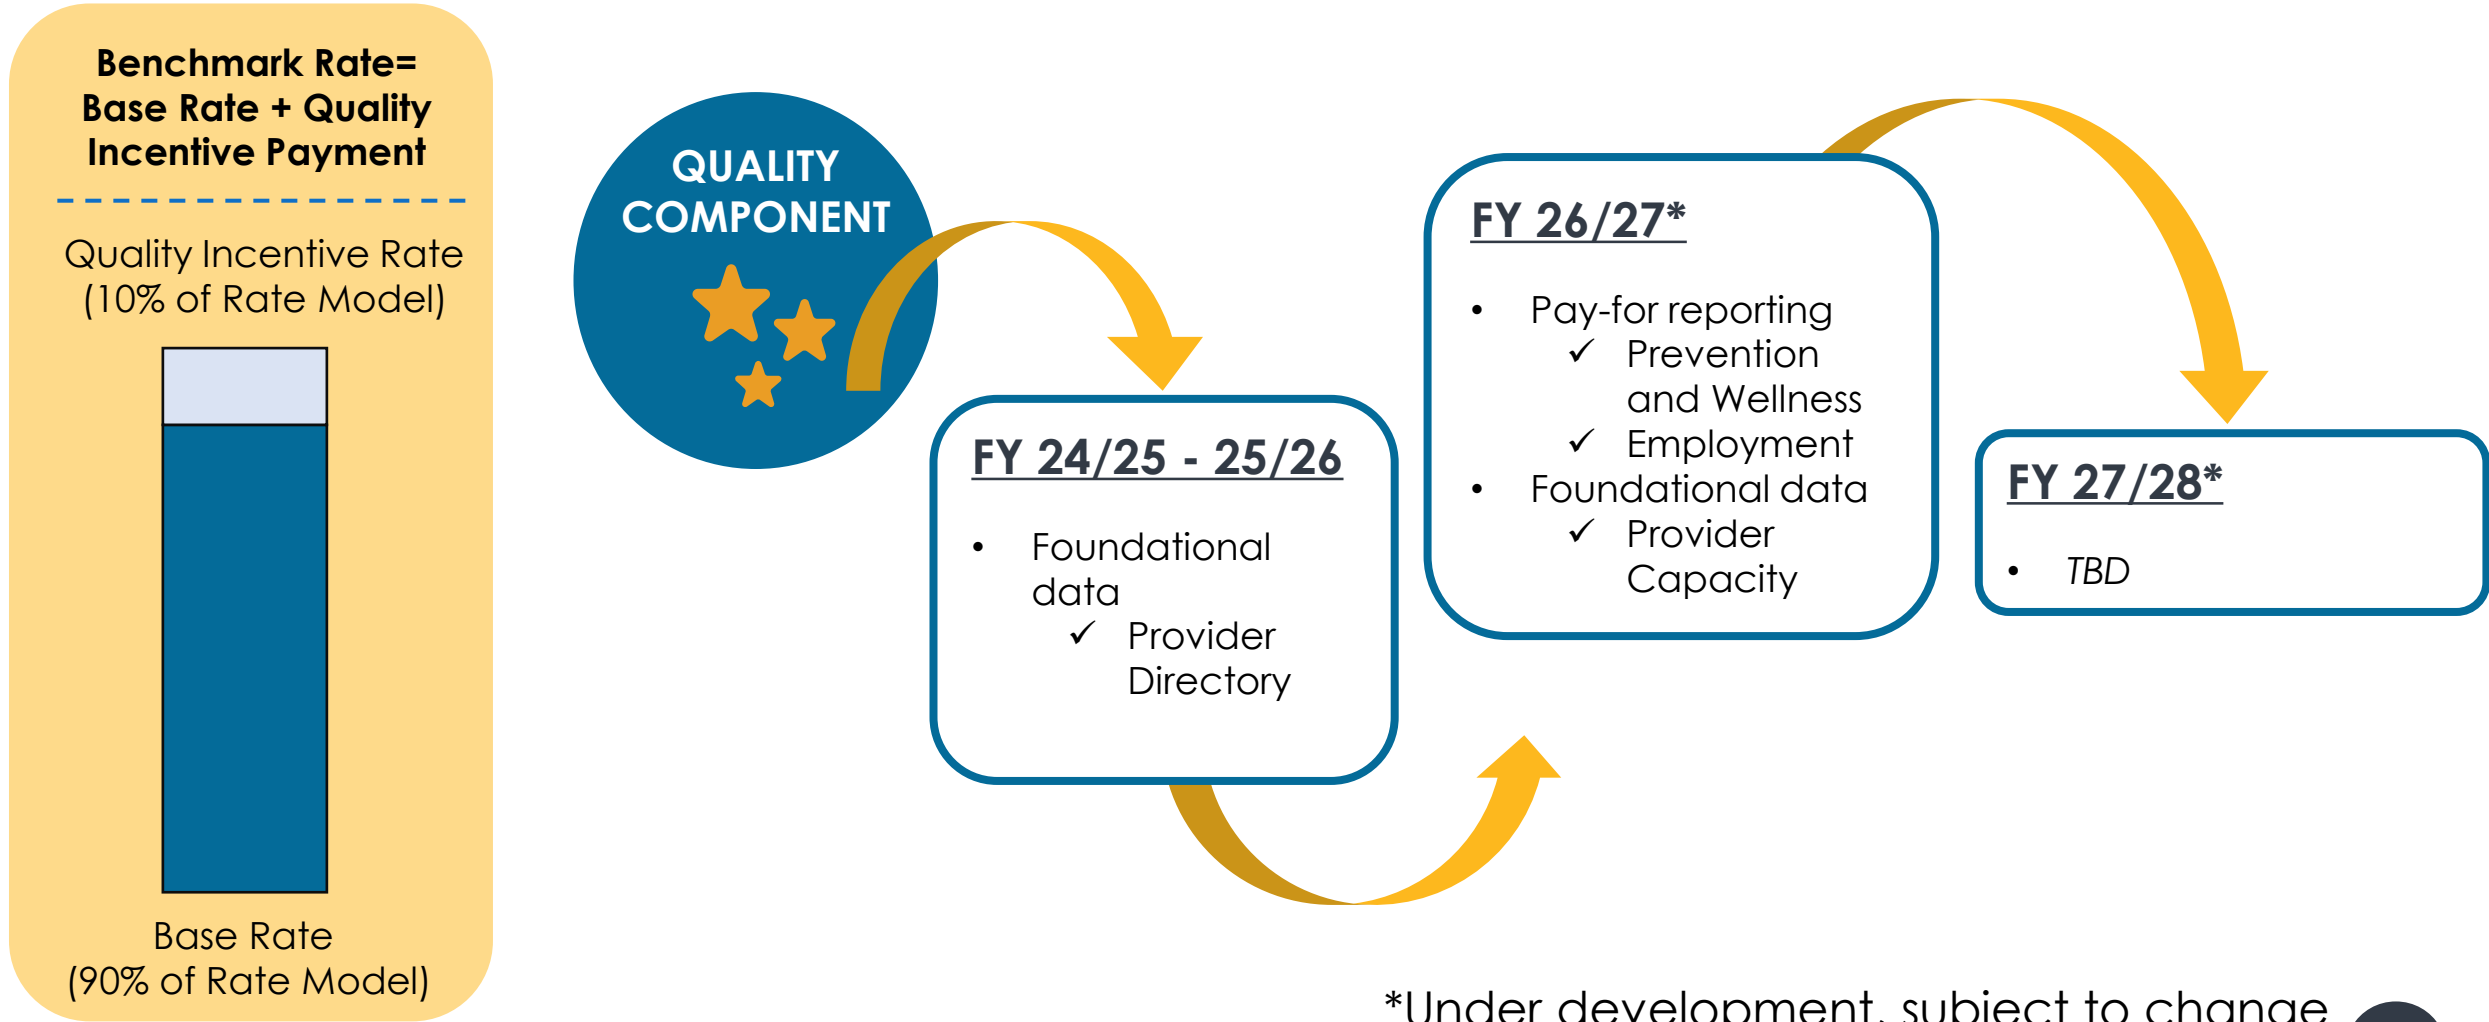 Benchmark Rate=
Base Rate + Quality
Incentive Payment
Quality Incentive Rate
(10% of Rate Model)
Base Rate
(90% of Rate Model)
QUALITY
COMPONENT
FY 24/25 - 25/26
• Foundational
data
✓ Provider
Directory
FY 26/27*
• Pay-for reporting
✓ Prevention
and Wellness
✓ Employment
• Foundational data
✓ Provider
Capacity
FY 27/28*
• TBD
*Under development, subject to change